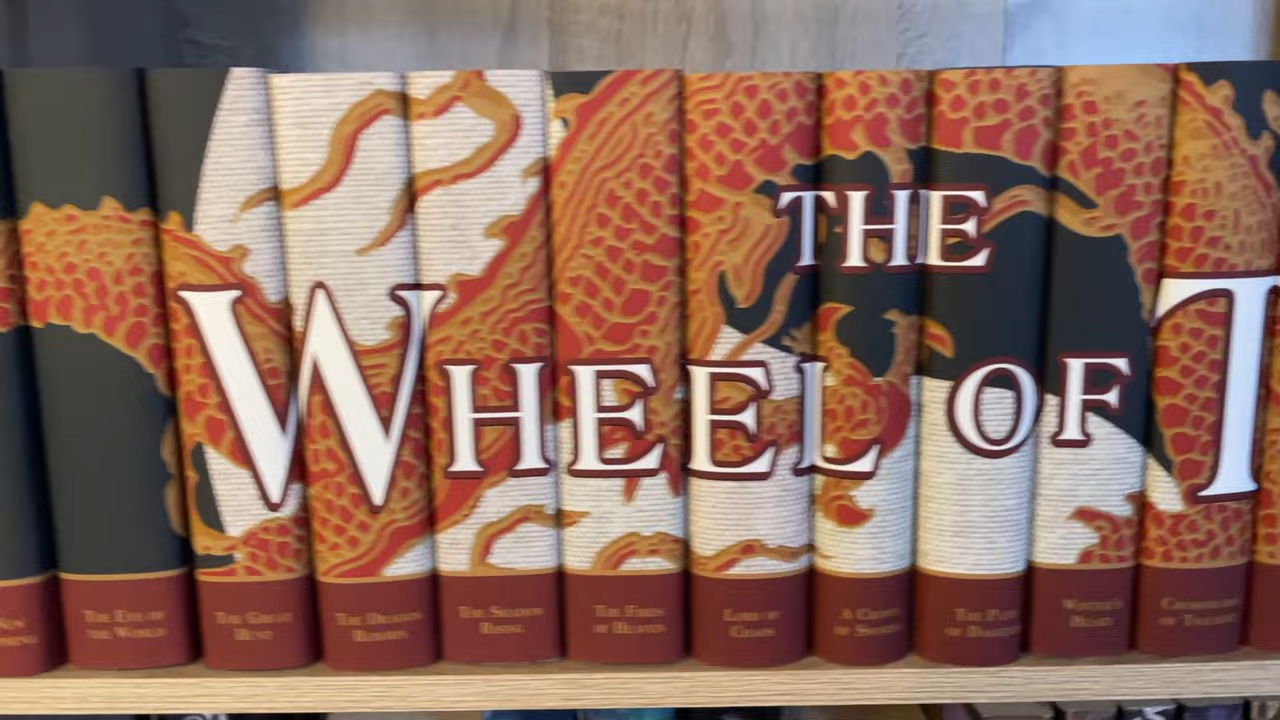 THE
WHEEL OF T
THE EYE OF
THE WORLD
THE GREAT
HUNT
THE DRAGON
REBORN
THE SHADOW
RISING
THE FIRES
OF HEAVEN
LORD OF
CHAOS
A CROWN
OF SWORDS
THE PATH
OF DAGGERS
WINTER'S
HEART
CROSSROADS
OF TWILIGHT